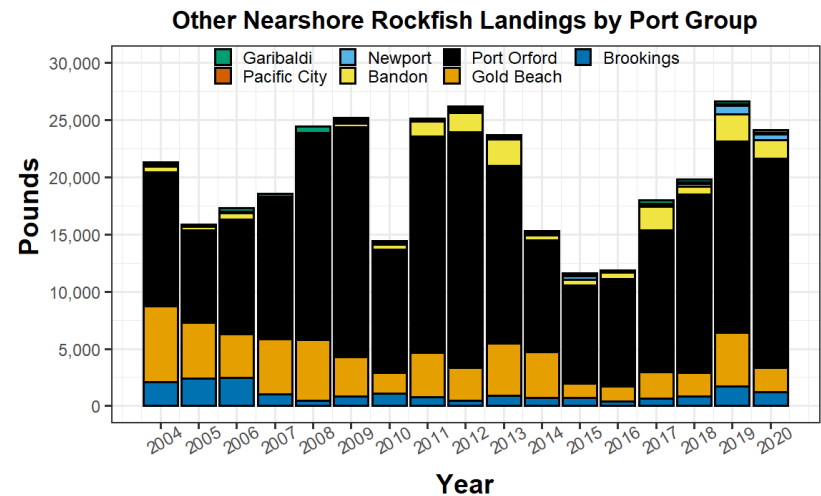 Other Nearshore Rockfish Landings by Port Group
Garibaldi Newport Port Orford Brookings
Pacific City Bandon Gold Beach
30,000
25,000
20,000
15,000
10,000
5,000
0
Pounds
2004 2005 2006 2007 2008 2009 2010 2011 2012 2013 2014 2015 2016 2017 2018 2019 2020
Year